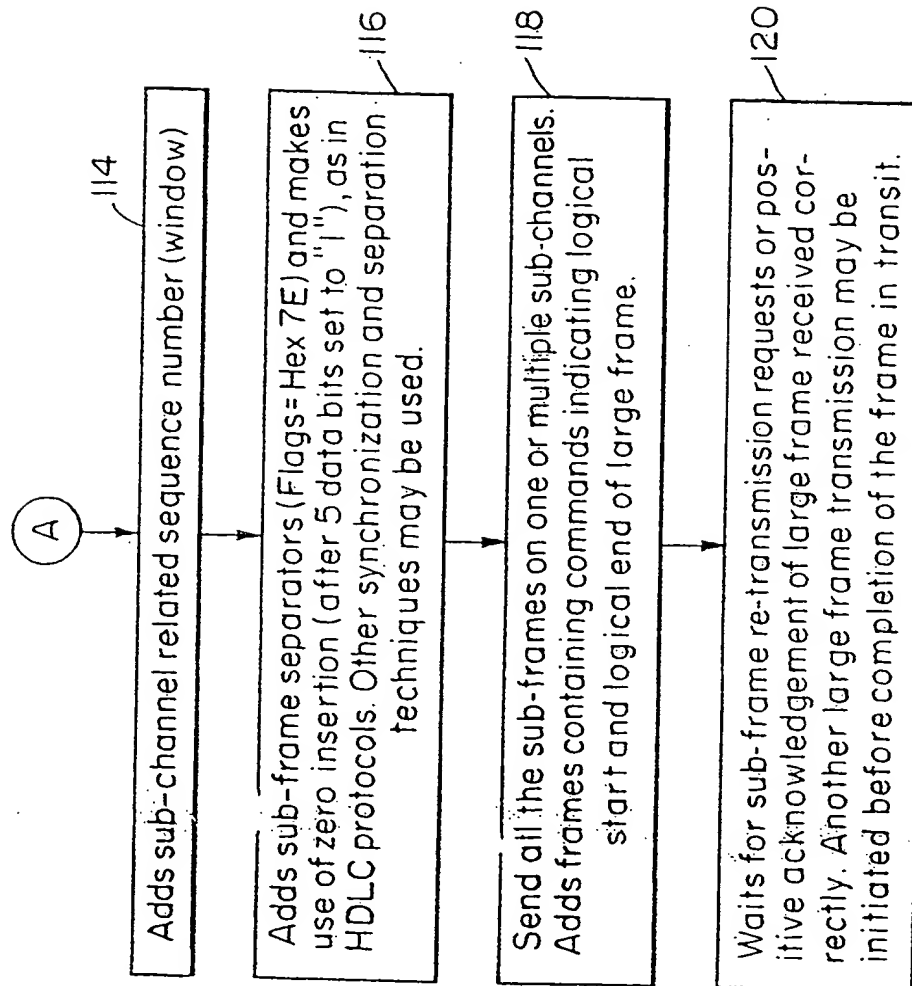 A
114
Adds sub-channel related sequence number (window)
116
Adds sub-frame separators (Flags= Hex 7E) and makes
use of zero insertion (after 5 data bits set to "1"), as in
HDLC protocols. Other synchronization and separation
techniques may be used.
118
Send all the sub-frames on one or multiple sub-channels.
Adds frames containing commands indicating logical
start and logical end of large frame.
120
Waits for sub-frame re-transmission requests or pos-
itive acknowledgement of large frame received cor-
rectly. Another large frame transmission may be
initiated before completion of the frame in transit.